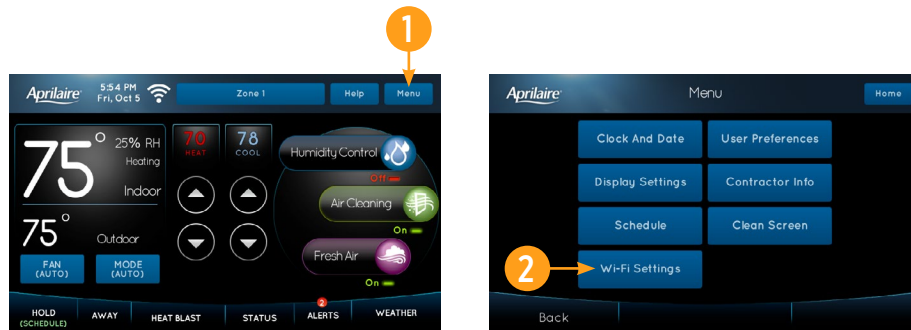 1
Aprilaire
5:54 PM
Fri, Oct 5
Zone 1
Help
Menu
75°
25% RH
Heating
Indoor
75°
Outdoor
FAN
(AUTO)
MODE
(AUTO)
70
HEAT
78
COOL
Humidity Control
Off
Air Cleaning
On
Fresh Air
On
HOLD
(SCHEDULE)
AWAY
HEAT BLAST
STATUS
2
ALERTS
WEATHER
Aprilaire
Menu
Home
Clock And Date
User Preferences
Display Settings
Contractor Info
Schedule
Clean Screen
2
Wi-Fi Settings
Back